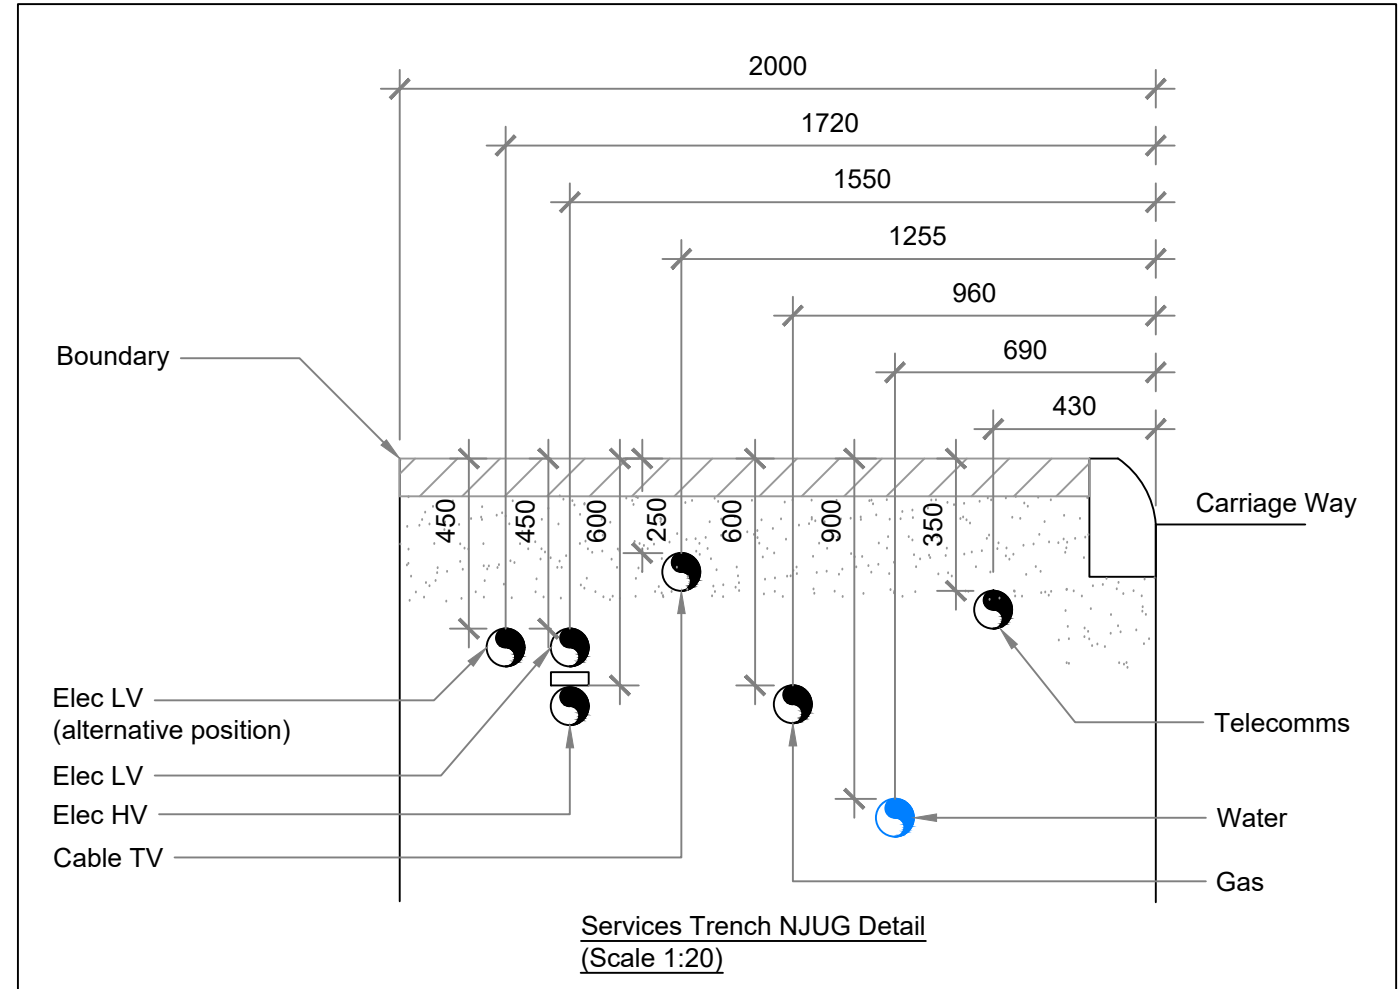 2000
1720
1550
1255
960
690
430
Boundary
450
450
600
250
600
900
350
Carriage Way
Elec LV
(alternative position)
Elec LV
Elec HV
Cable TV
Telecomms
Water
Gas
Services Trench NJUG Detail
(Scale 1:20)